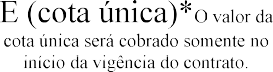 E (cota única)*O valor da
cota única será cobrado somente no
início da vigência do contrato.